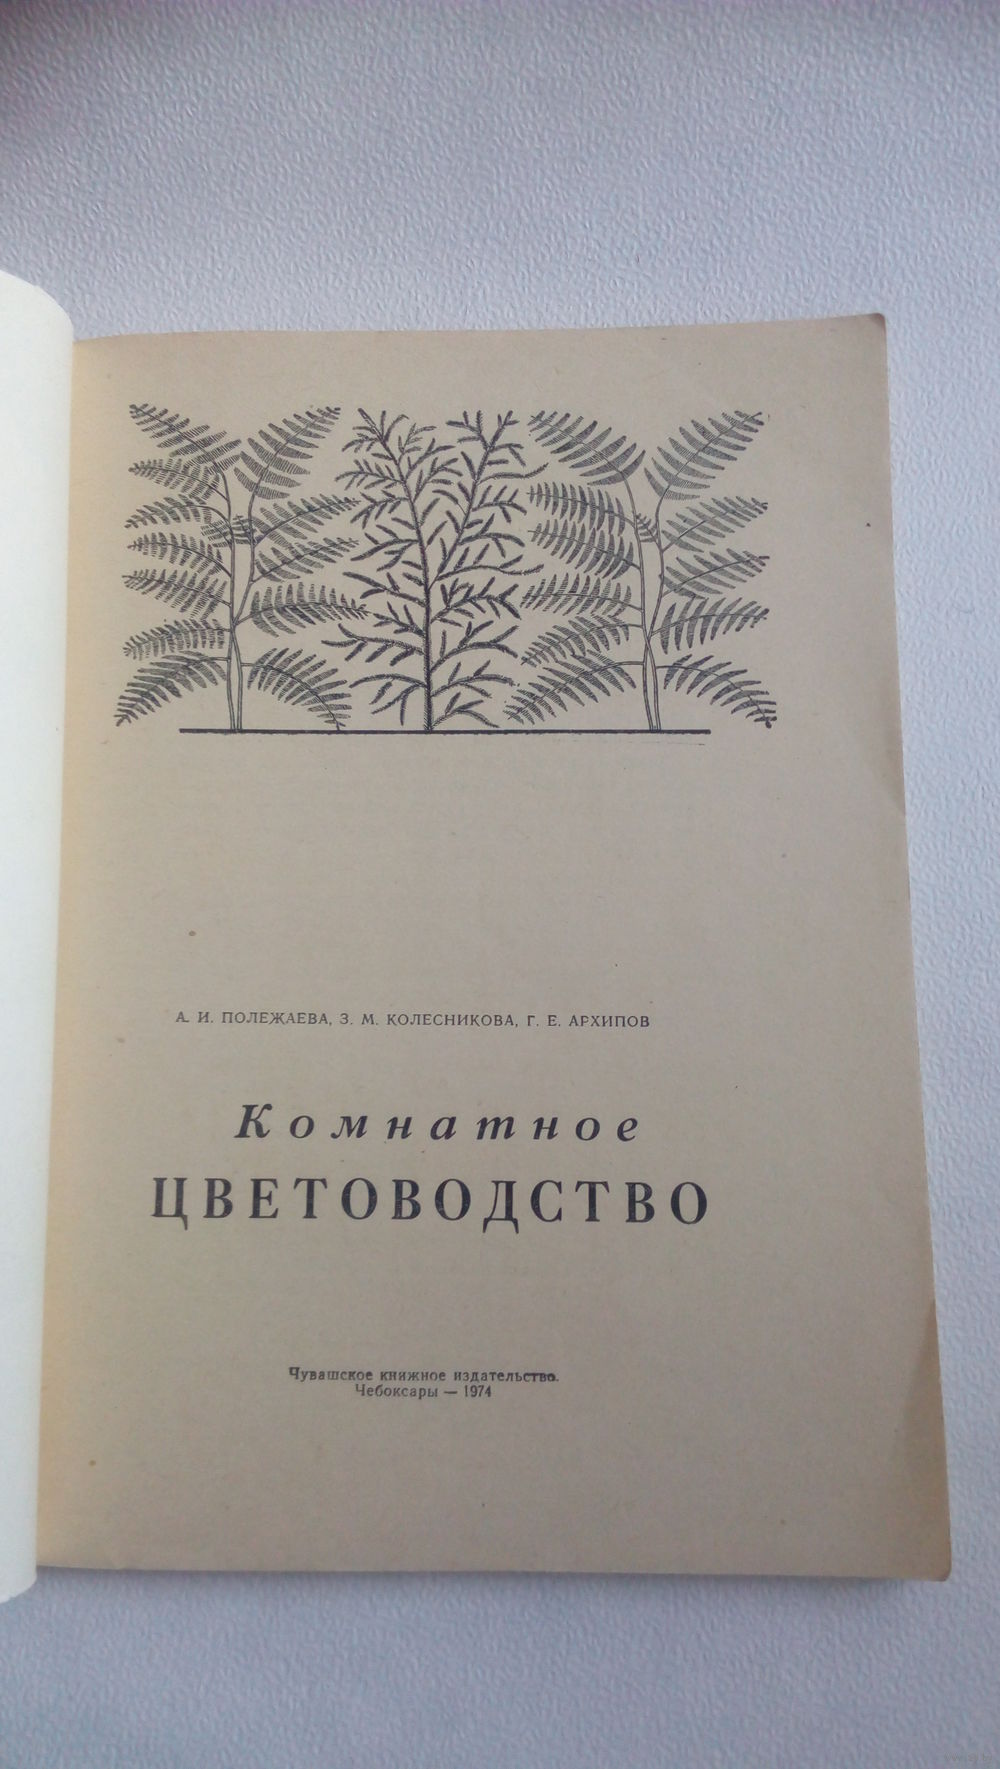 А. И. ПОЛЕЖАЕВА, З. М. КОЛЕСНИКОВА, Г. Е. АРХИПОВ
Комнатное
ЦВЕТОВОДСТВО
Чувашское книжное издательство.
Чебоксары — 1974